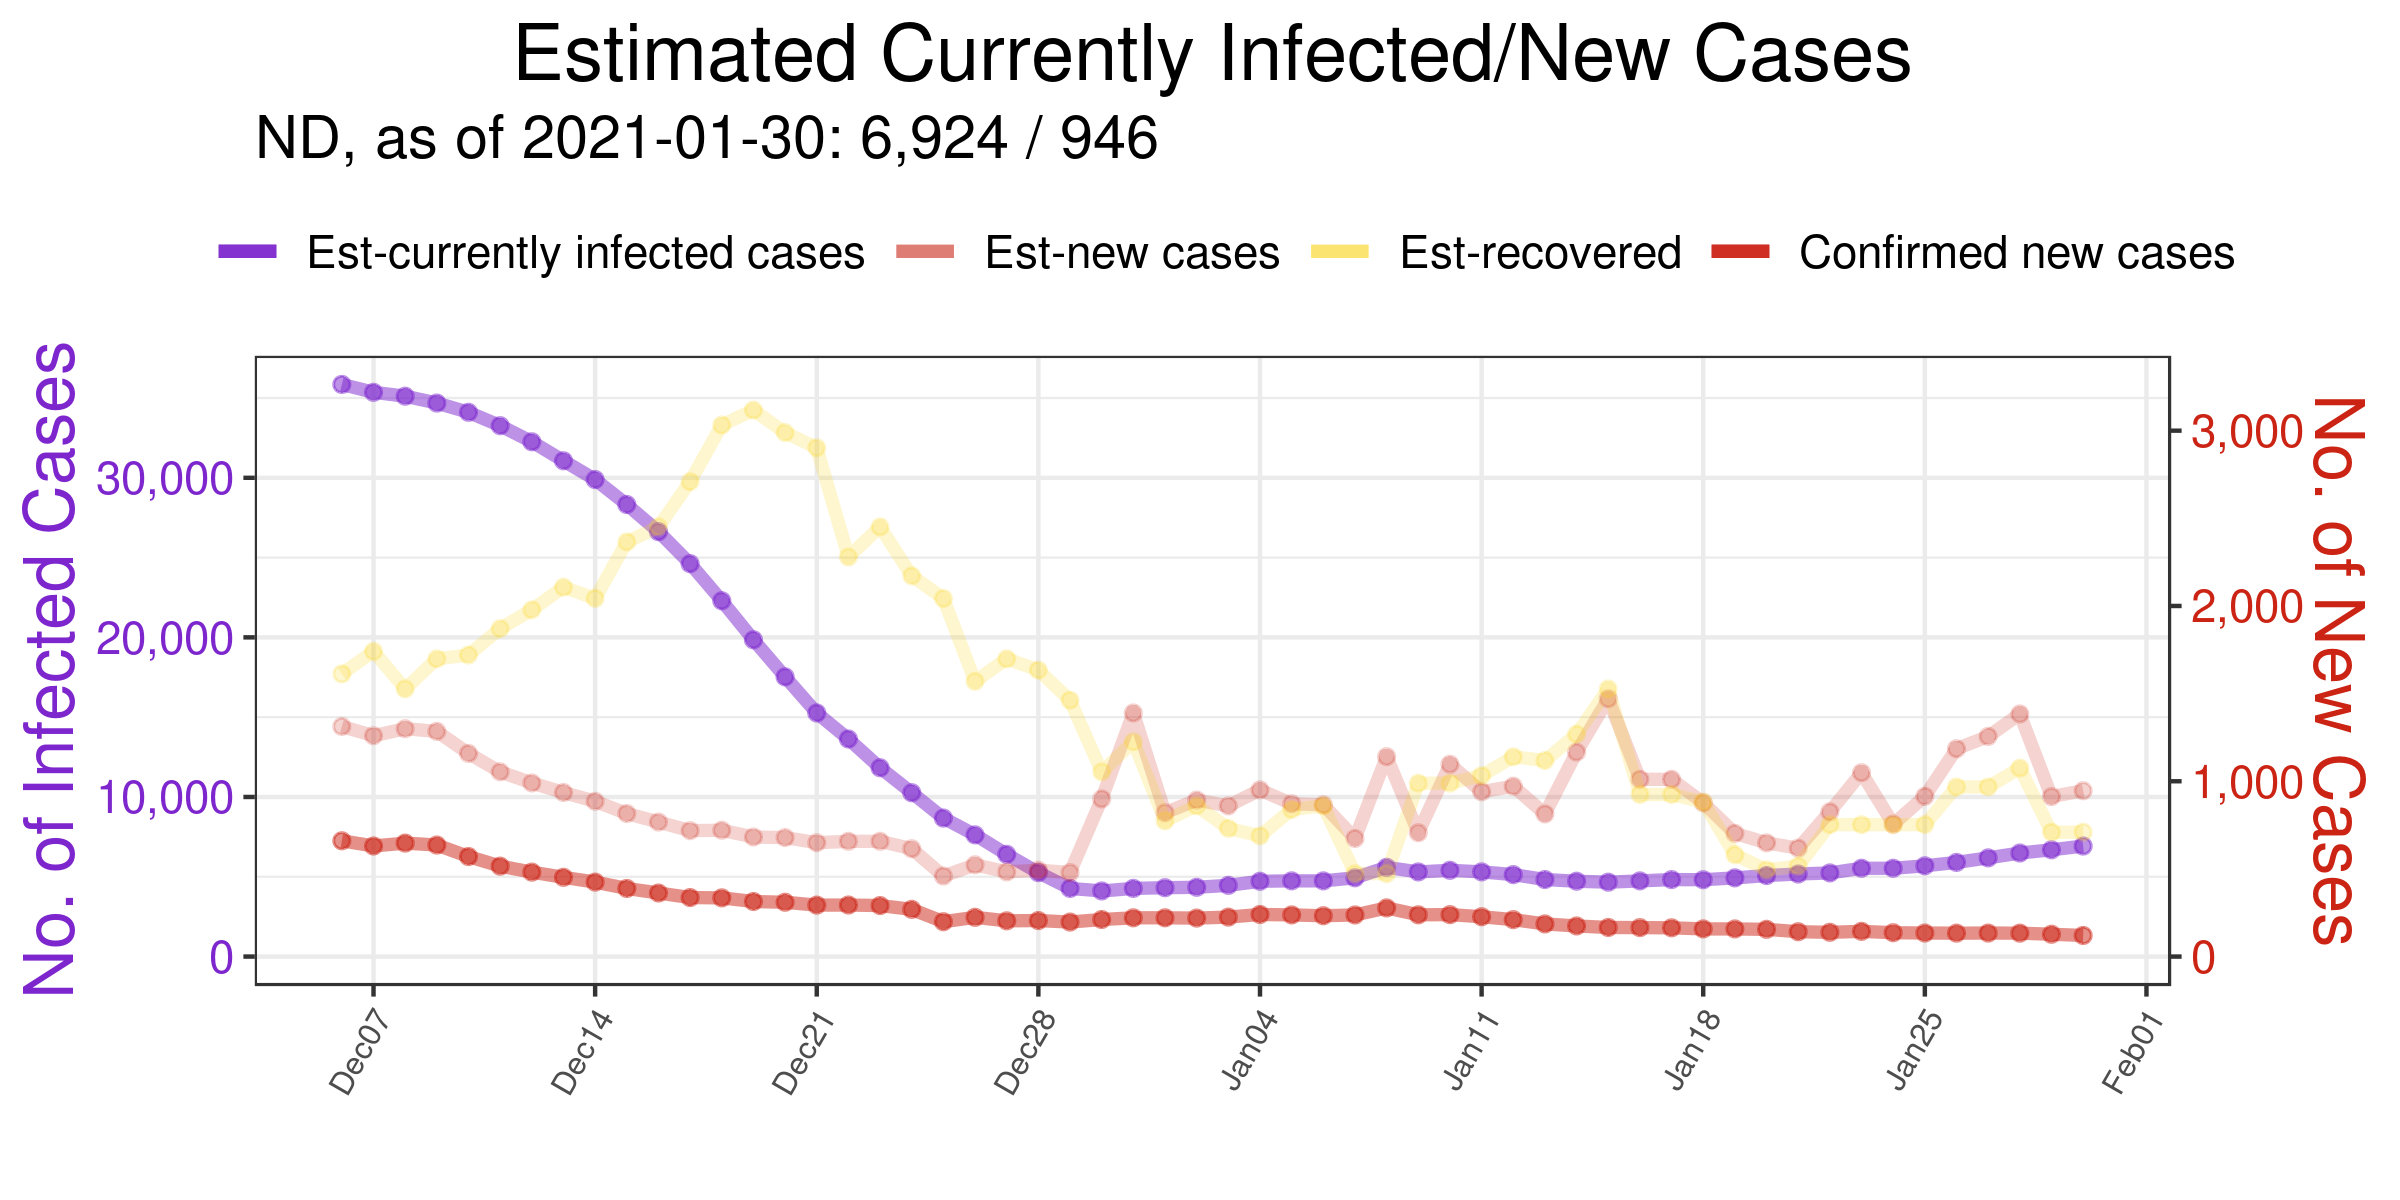 Estimated Currently Infected/New Cases
ND, as of 2021-01-30: 6,924 / 946
Est-currently infected cases Est-new cases Est-recovered Confirmed new cases
No. of Infected Cases
30,000
20,000
10,000
0
3,000
2,000
1,000
0
No. of New Cases
Dec07 Dec14 Dec21 Dec28 Jan04 Jan11 Jan18 Jan25 Feb01